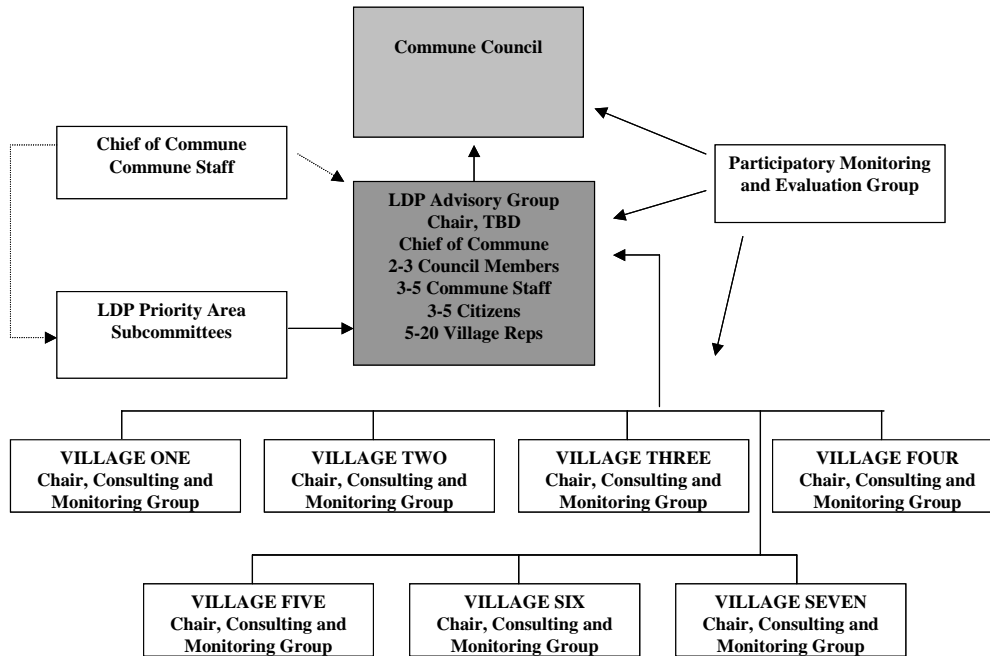 Commune Council
Chief of Commune
Commune Staff
Participatory Monitoring
and Evaluation Group
LDP Advisory Group
Chair, TBD
Chief of Commune
2-3 Council Members
3-5 Commune Staff
3-5 Citizens
5-20 Village Reps
LDP Priority Area
Subcommittees
VILLAGE ONE
Chair, Consulting and
Monitoring Group
VILLAGE TWO
Chair, Consulting and
Monitoring Group
VILLAGE THREE
Chair, Consulting and
Monitoring Group
VILLAGE FOUR
Chair, Consulting and
Monitoring Group
VILLAGE FIVE
Chair, Consulting and
Monitoring Group
VILLAGE SIX
Chair, Consulting and
Monitoring Group
VILLAGE SEVEN
Chair, Consulting and
Monitoring Group